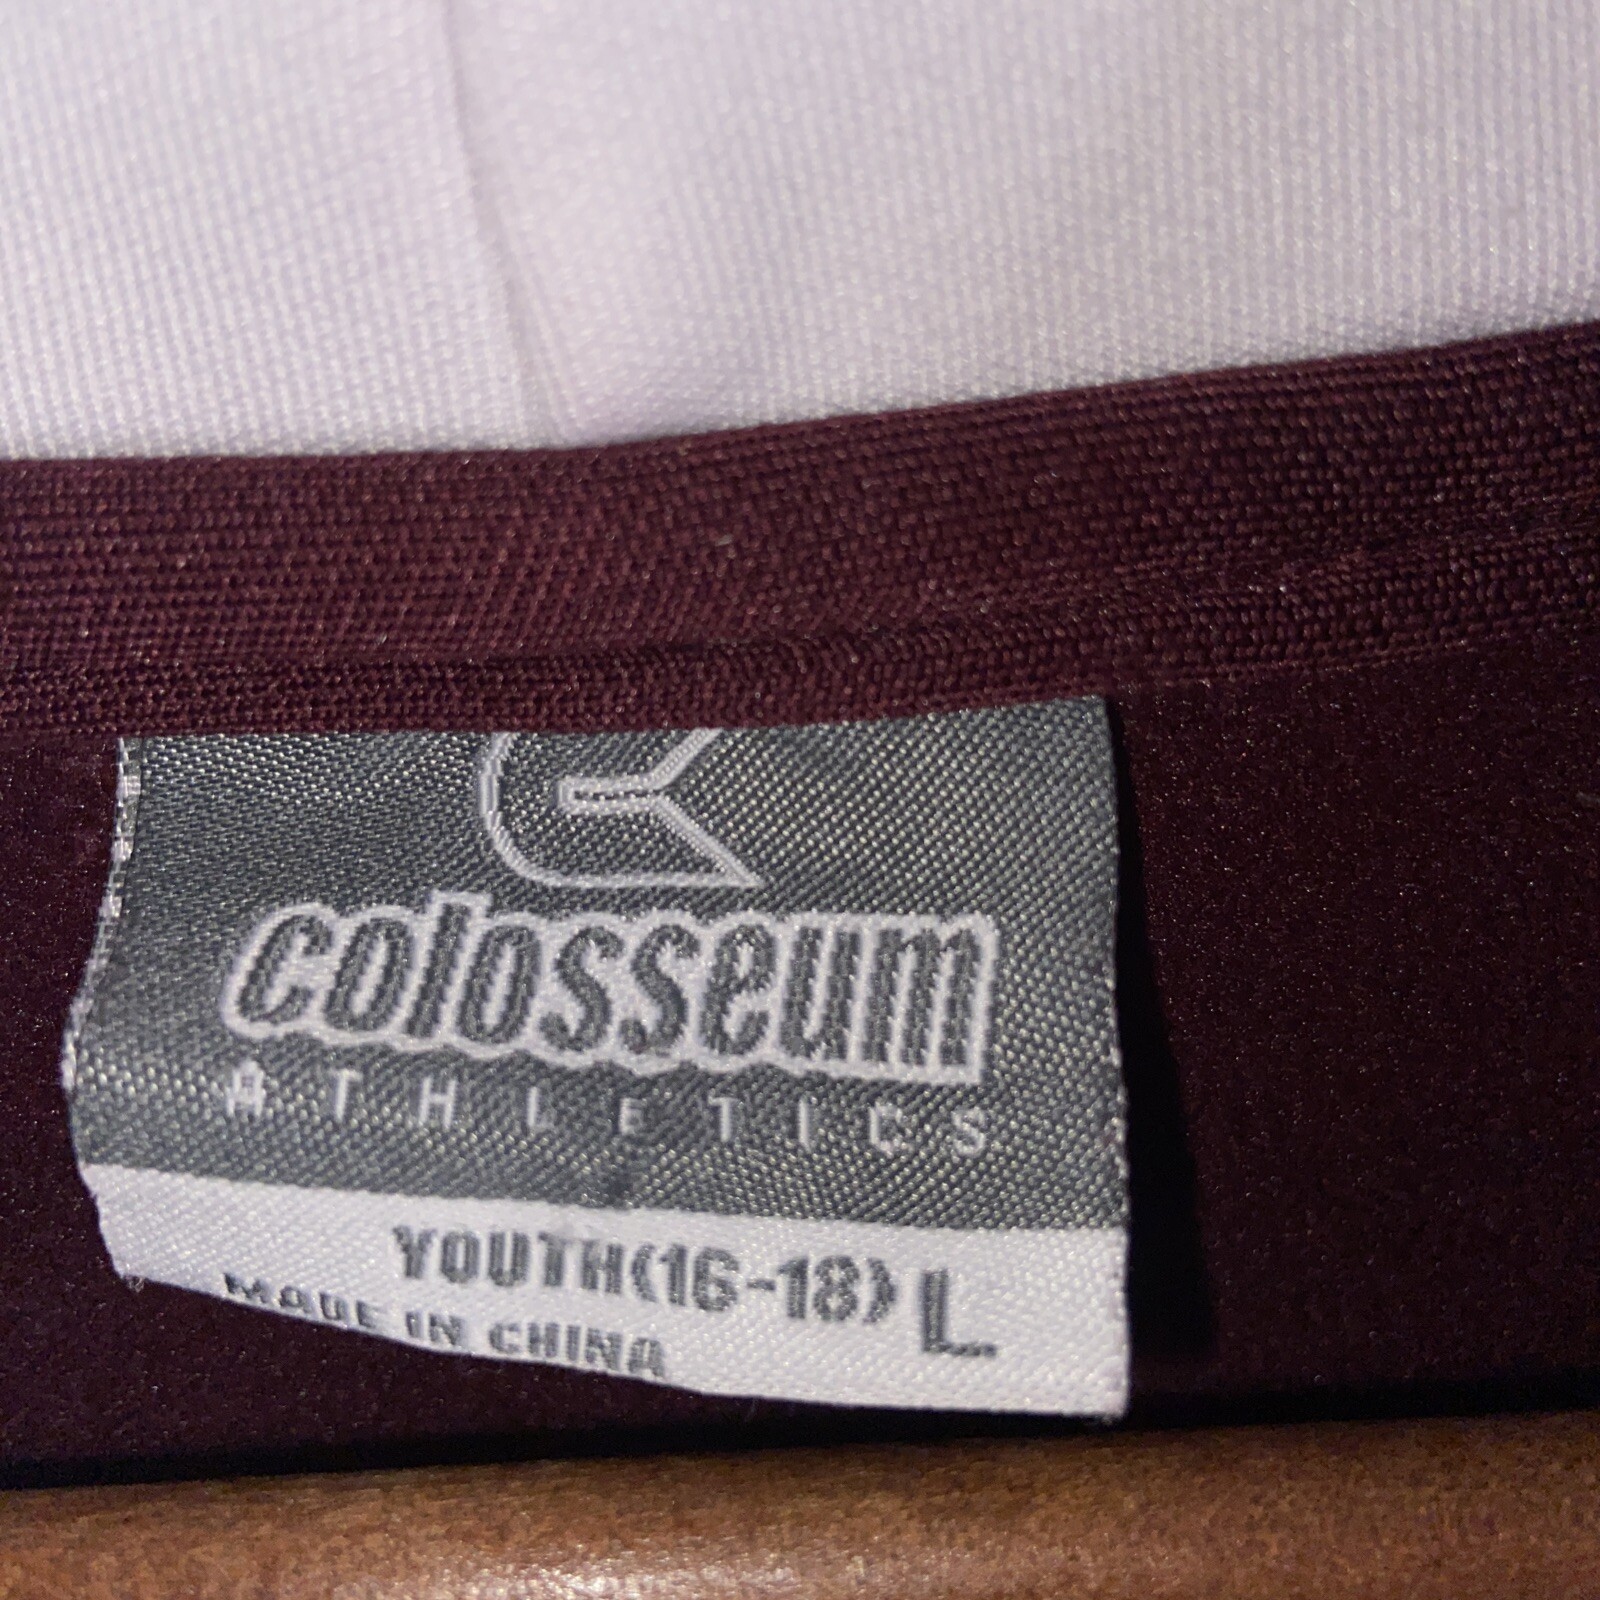 colosseum
ATHLETICS
YOUTH(16-18) L
MADE IN CHINA